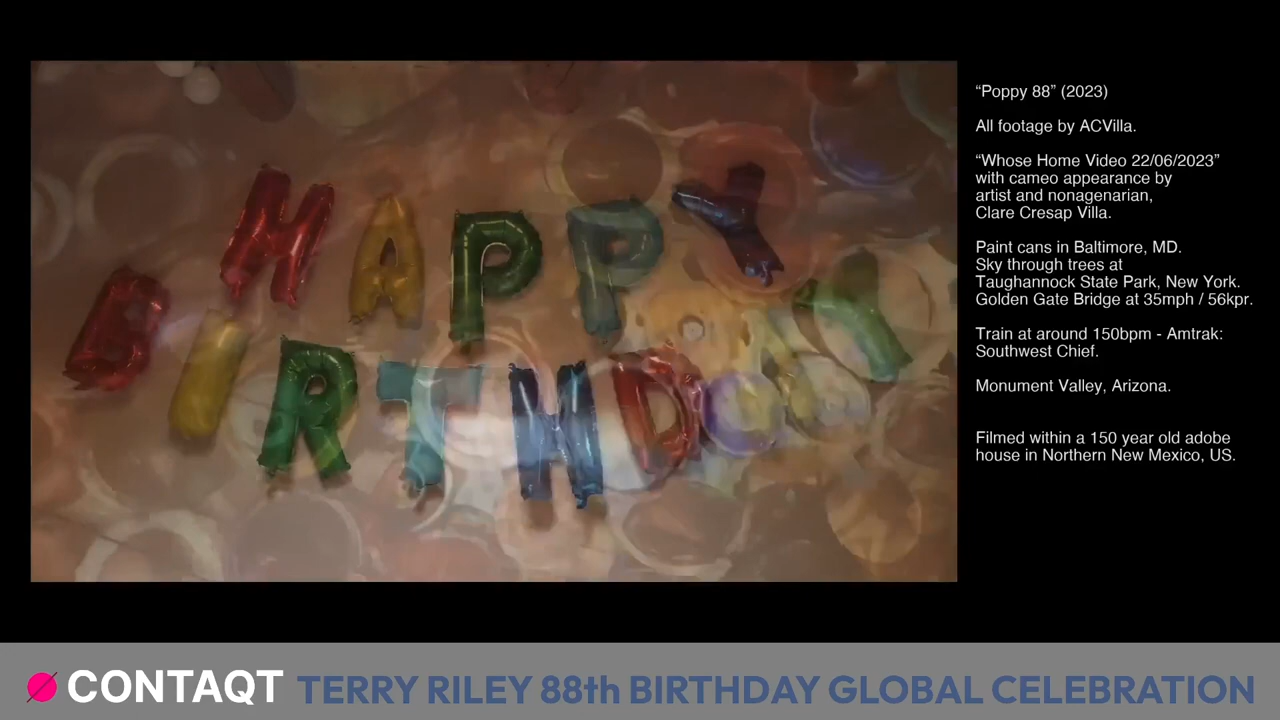 HAPPY
BIRTHDAY
“Poppy 88” (2023)
All footage by ACVilla.
“Whose Home Video 22/06/2023”
with cameo appearance by
artist and nonagenarian,
Clare Cresap Villa.
Paint cans in Baltimore, MD.
Sky through trees at
Taughannock State Park, New York.
Golden Gate Bridge at 35mph / 56kpr.
Train at around 150bpm - Amtrak:
Southwest Chief.
Monument Valley, Arizona.
Filmed within a 150 year old adobe
house in Northern New Mexico, US.
CONTAQT TERRY RILEY 88th BIRTHDAY GLOBAL CELEBRATION